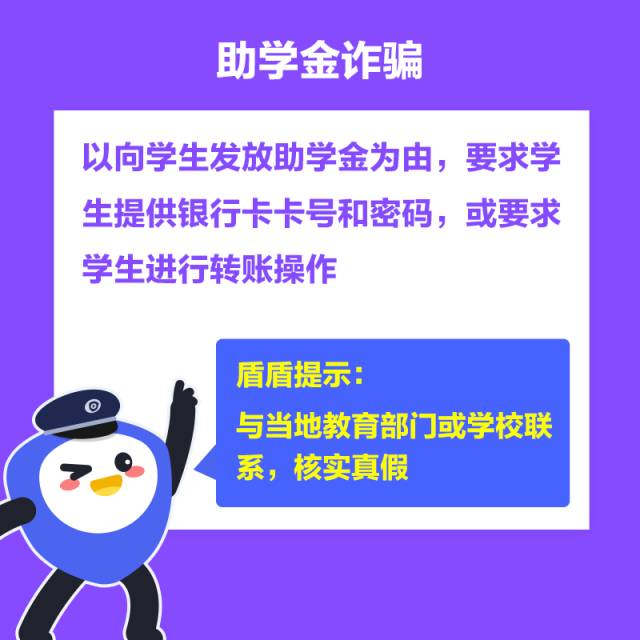 助学金诈骗
以向学生发放助学金为由，要求学
生提供银行卡卡号和密码，或要求
学生进行转账操作
盾盾提示：
与当地教育部门或学校联
系，核实真假